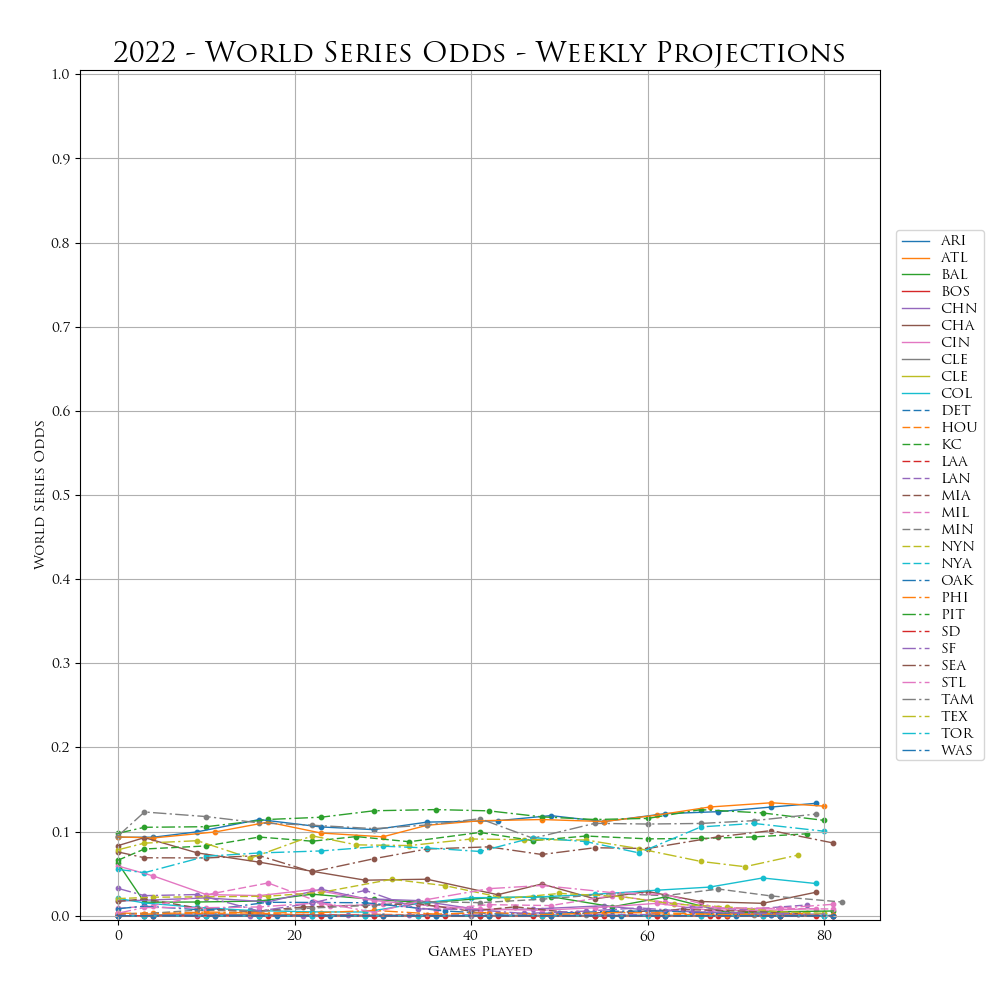 2022 - World Series Odds - Weekly Projections
1.0
0.9
0.8
0.7
0.6
0.5
0.4
0.3
0.2
0.1
0.0
World Series Odds
0
20
40
60
80
Games Played
ARI
ATL
BAL
BOS
CHN
CHA
CIN
CLE
CLE
COL
DET
HOU
KC
LAA
LAN
MIA
MIL
MIN
NYN
NYA
OAK
PHI
PIT
SD
SF
SEA
STL
TAM
TEX
TOR
WAS